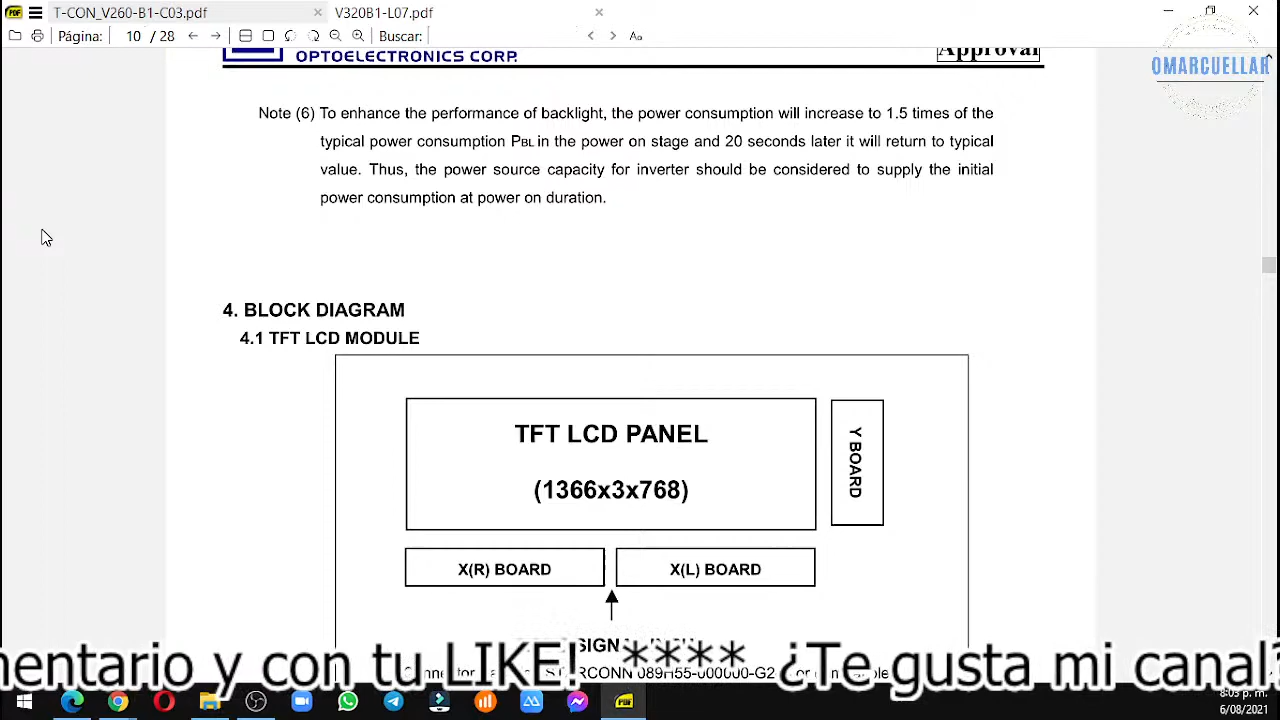 T-CON_V260-B1-C03.pdf
V320B1-L07.pdf
Página: 10 / 28
Buscar:
OPTOELECTRONICS CORP.
Approval
OMARCUELLAR
Note (6) To enhance the performance of backlight, the power consumption will increase to 1.5 times of the
typical power consumption PBL in the power on stage and 20 seconds later it will return to typical
value. Thus, the power source capacity for inverter should be considered to supply the initial
power consumption at power on duration.
4. BLOCK DIAGRAM
4.1 TFT LCD MODULE
TFT LCD PANEL
(1366x3x768)
Y BOARD
X(R) BOARD
X(L) BOARD
mentario y con tu LIKE! **** ¿Te gusta mi canal?
089H55-000000-G2
8:03 p. m.
6/08/2021